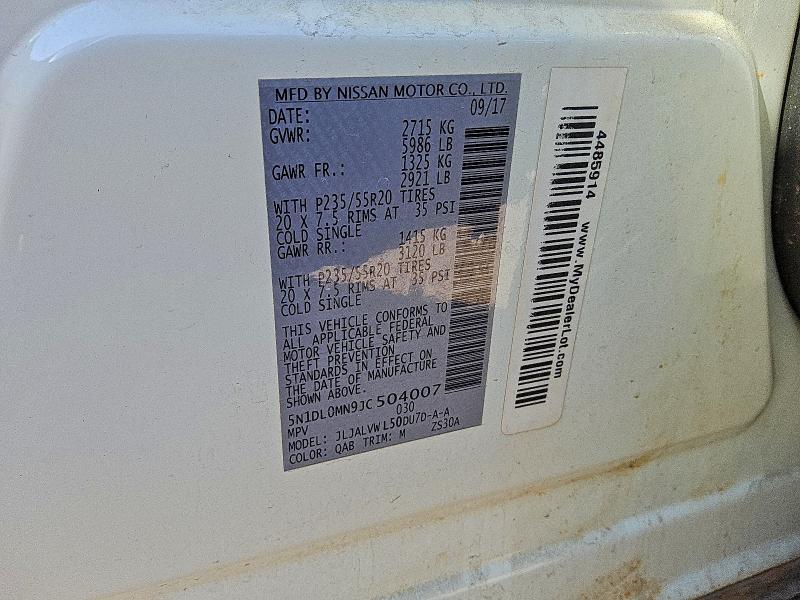 MFD BY NISSAN MOTOR CO., LTD.
DATE: 09/17
GVWR: 2715 KG
5986 LB
GAWR FR.: 1325 KG
2921 LB
WITH P235/55R20 TIRES
20 X 7.5 RIMS AT 35 PSI
COLD SINGLE
GAWR RR.: 1415 KG
3120 LB
WITH P235/55R20 TIRES
20 X 7.5 RIMS AT 35 PSI
COLD SINGLE
THIS VEHICLE CONFORMS TO
ALL APPLICABLE FEDERAL
MOTOR VEHICLE SAFETY AND
THEFT PREVENTION
STANDARDS IN EFFECT ON
THE DATE OF MANUFACTURE
SHOWN ABOVE.
5N1DL0MN9JC504007
MPV 030
MODEL: JLJALVWL50DU7D-A-A
COLOR: QAB TRIM: M ZS30A
4485914
www.MyDealerLot.com